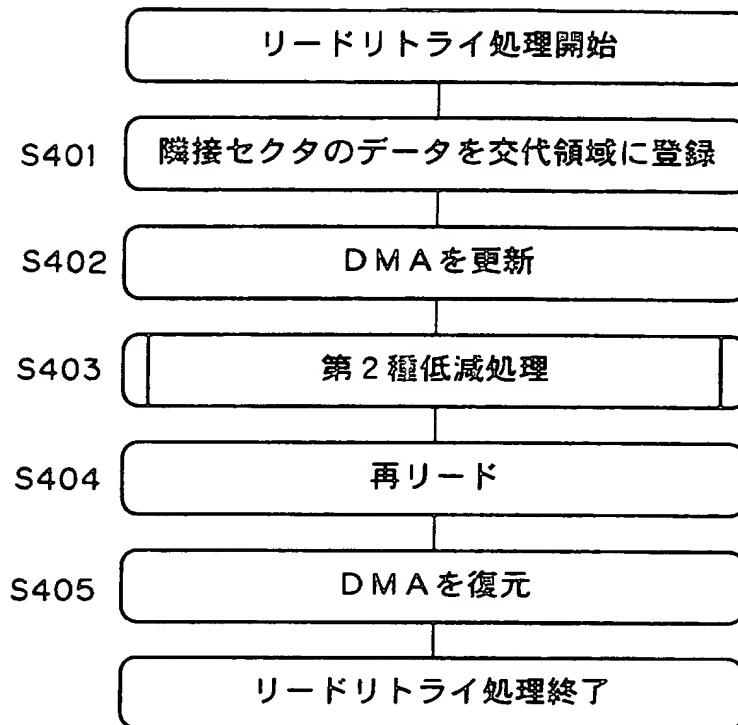 リードリトライ処理開始
S401 隣接セクタのデータを交代領域に登録
S402 DMAを更新
S403 第2種低減処理
S404 再リード
S405 DMAを復元
リードリトライ処理終了